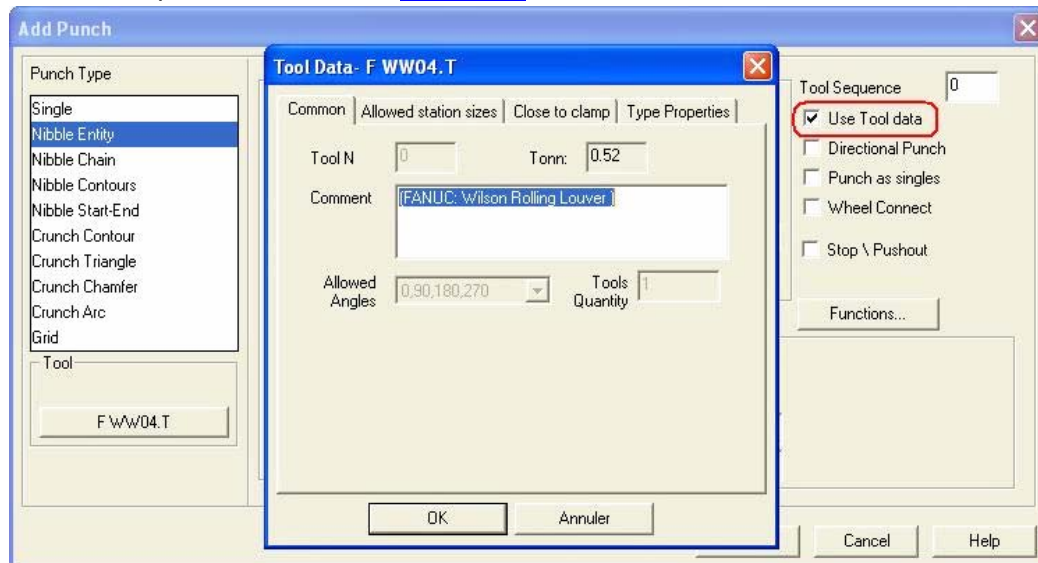 Add Punch
Punch Type
Single
Nibble Entity
Nibble Chain
Nibble Contours
Nibble Start-End
Crunch Contour
Crunch Triangle
Crunch Chamfer
Crunch Arc
Grid
Tool
F WW04.T
Tool Data- F WW04.T
Common
Allowed station sizes
Close to clamp
Type Properties
Tool N 0
Tonn: 0.52
Comment
(FANUC: Wilson Rolling Louver )
Allowed
Angles
0,90,180,270
Tools
Quantity
1
OK
Annuler
Tool Sequence 0
Use Tool data
Directional Punch
Punch as singles
Wheel Connect
Stop \ Pushout
Functions...
Cancel
Help